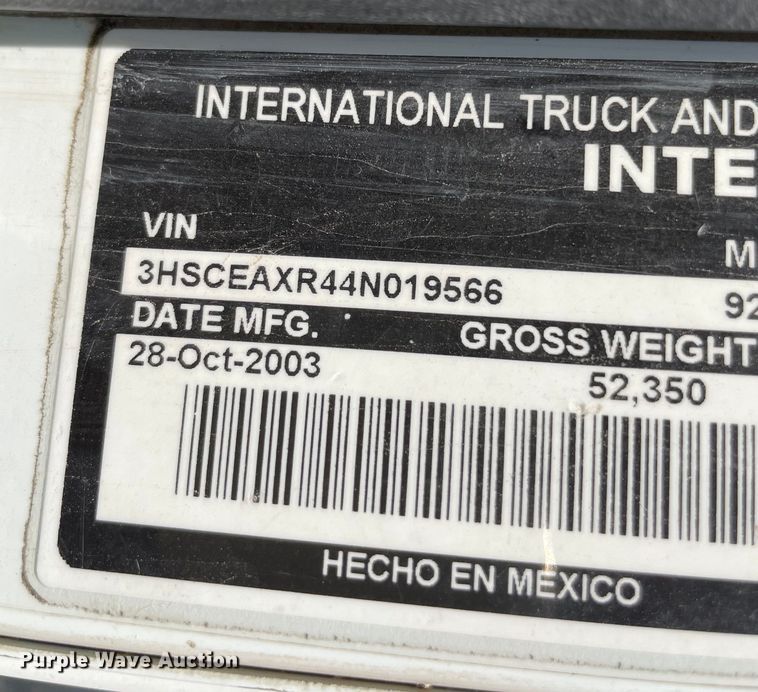 INTERNATIONAL TRUCK AND
INTE
VIN
M
3HSCEAXR44N019566
92
DATE MFG.
GROSS WEIGHT
28-Oct-2003
52,350
HECHO EN MEXICO
Purple Wave Auction